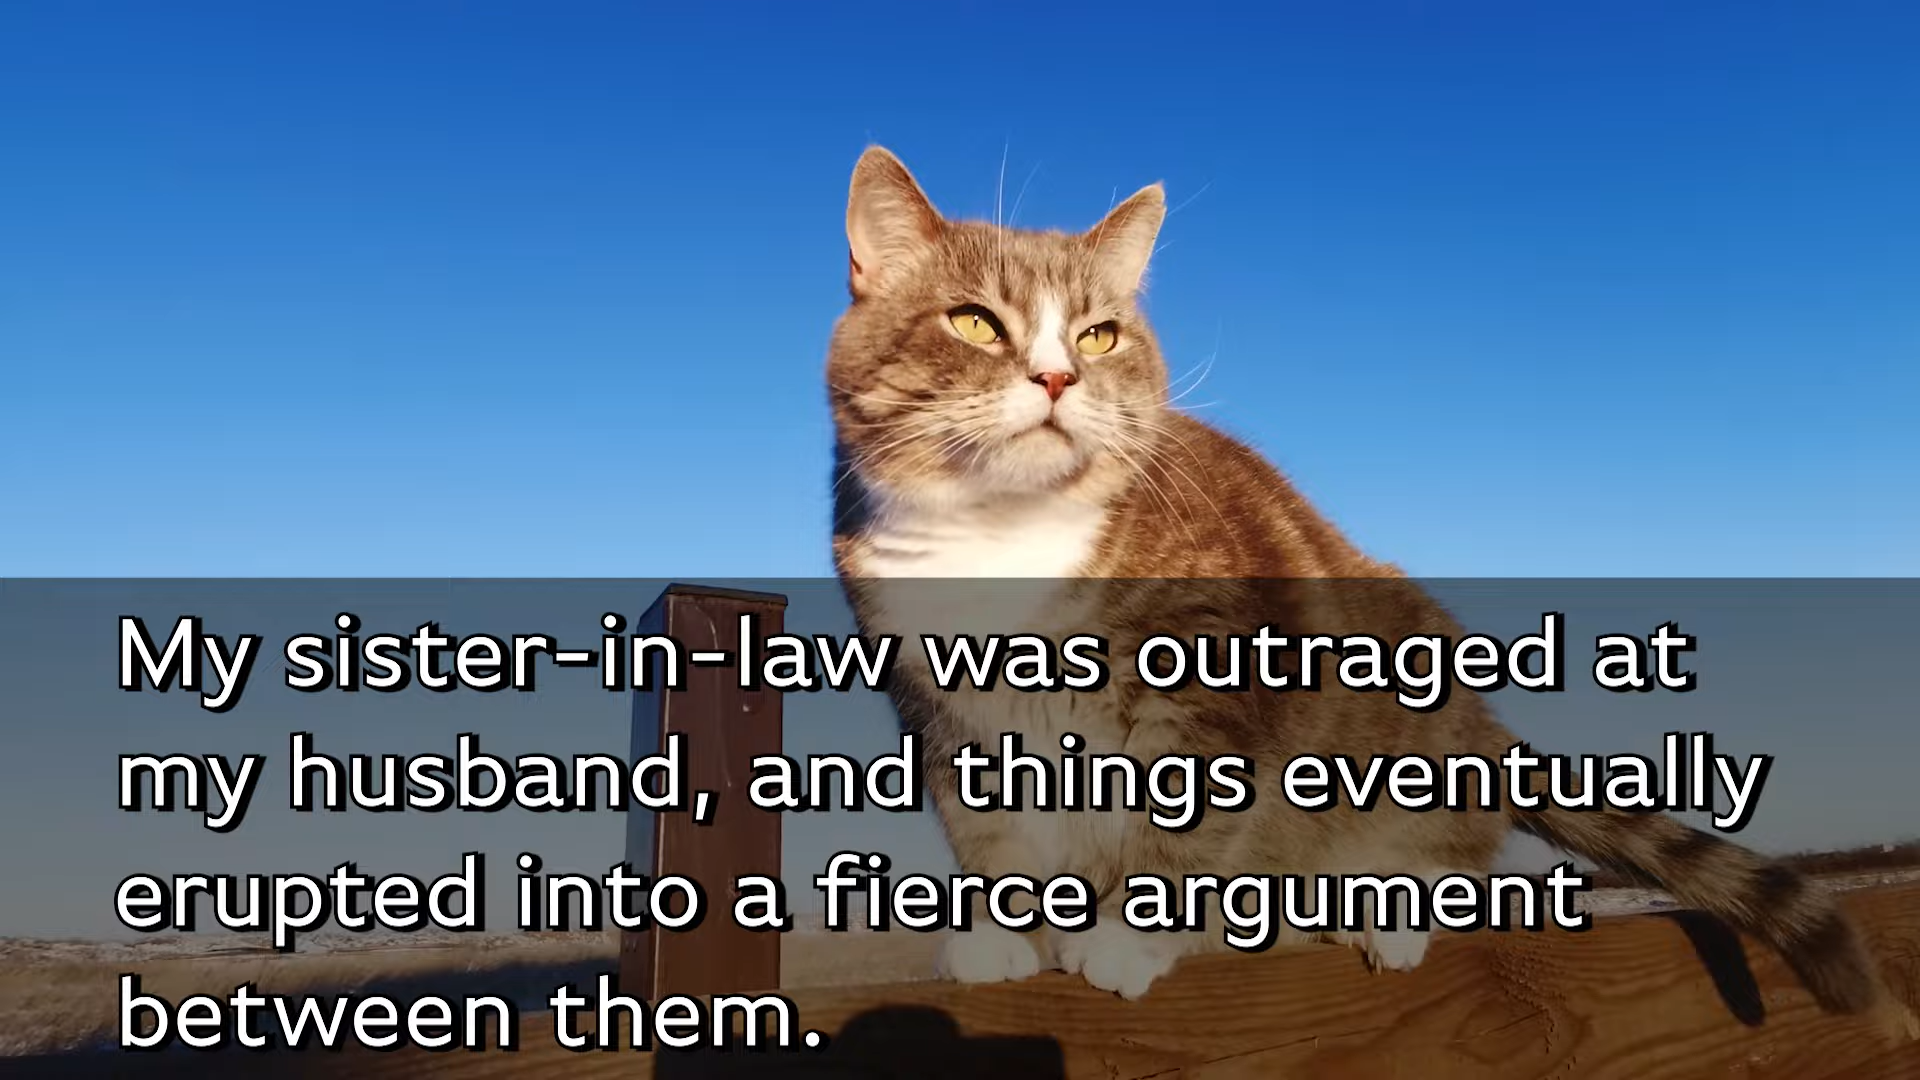 My sister-in-law was outraged at
my husband, and things eventually
erupted into a fierce argument
between them.